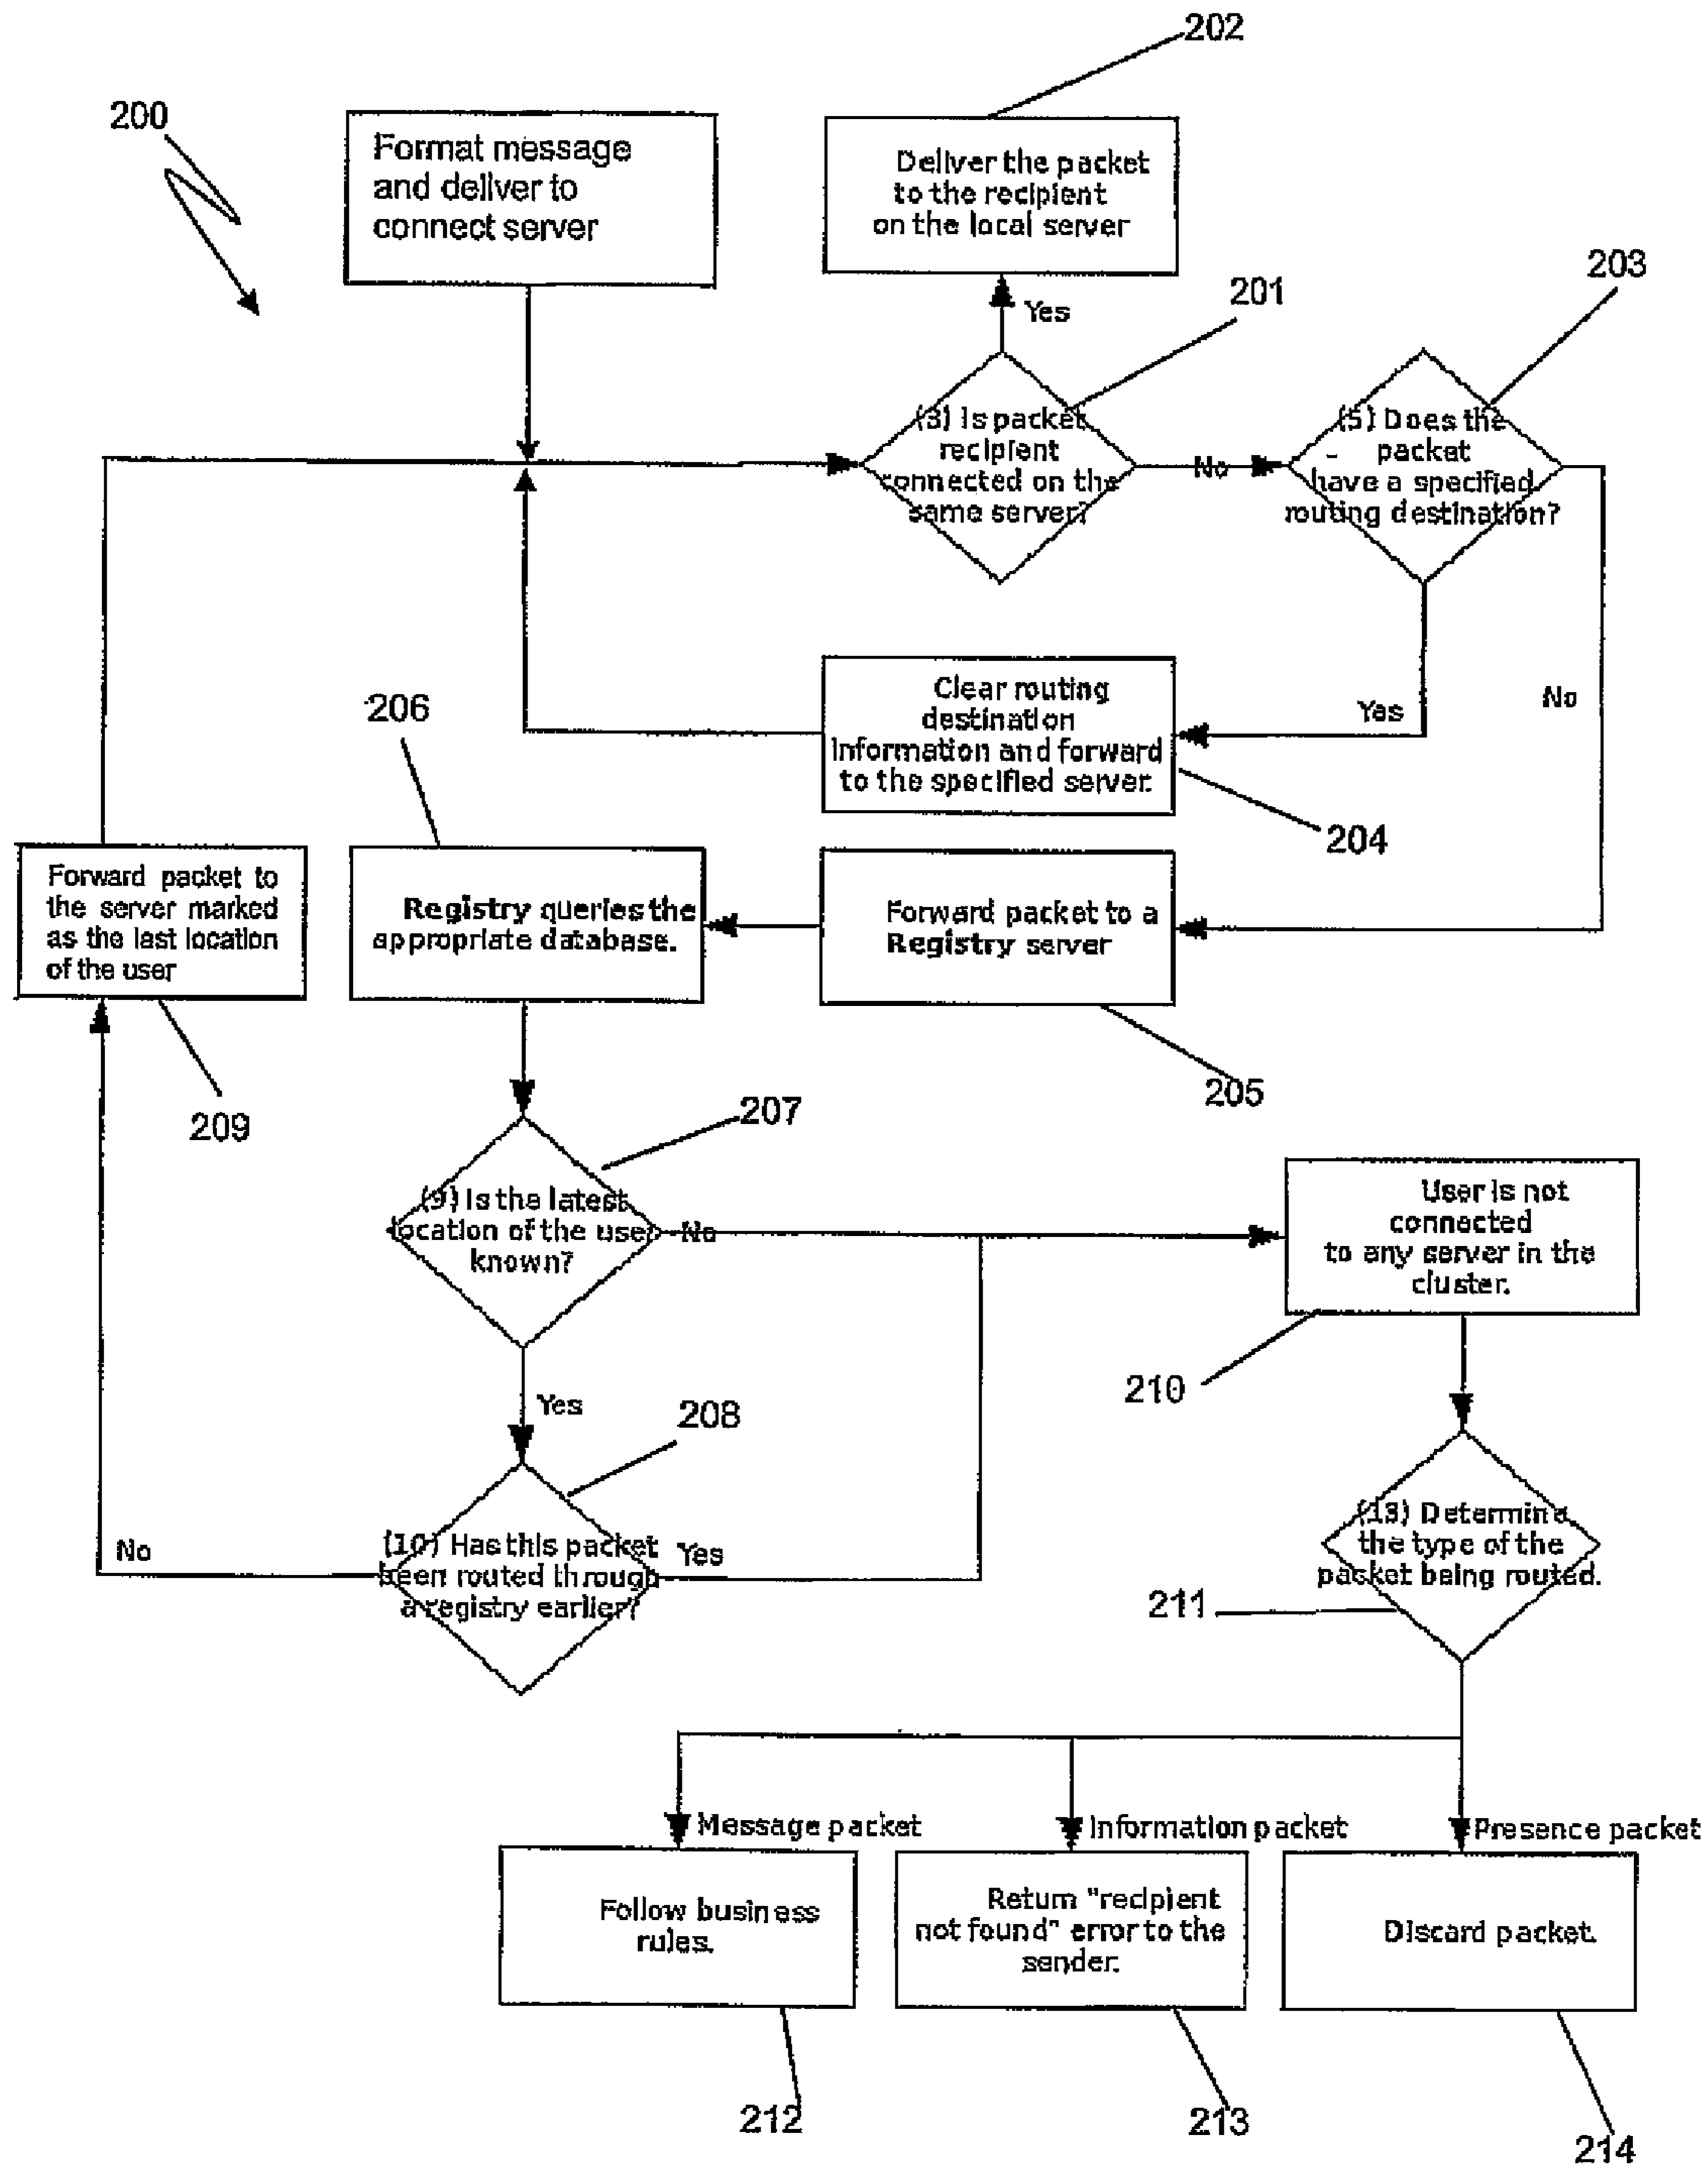 202
200
Format message
and deliver to
connect server
Deliver the packet
to the recipient
on the local server
203
201
Yes
(3) Is packet
recipient
connected on the
same server?
No
(5) Does the
packet
have a specified
routing destination?
No
Yes
Clear routing
destination
Information and forward
to the specified server.
204
206
Forward packet to
the server marked
as the last location
of the user
Registry queries the
appropriate database.
Forward packet to a
Registry server
205
209
207
(9) Is the latest
location of the user
known?
No
User is not
connected
to any server in the
cluster.
210
Yes
208
(10) Has this packet
been routed through
a registry earlier?
No
Yes
(13) Determine
the type of the
packet being routed.
211
Message packet
Information packet
Presence packet
Follow business
rules.
Return "recipient
not found" error to the
sender.
Discard packet.
212
213
214